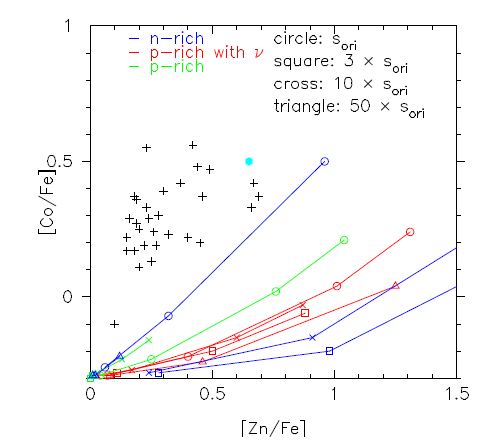 1
n-rich
circle: s_ori
p-rich with ν
square: 3 × s_ori
p-rich
cross: 10 × s_ori
triangle: 50 × s_ori
0.5
[Co/Fe]
0
0
0.5
1
1.5
[Zn/Fe]